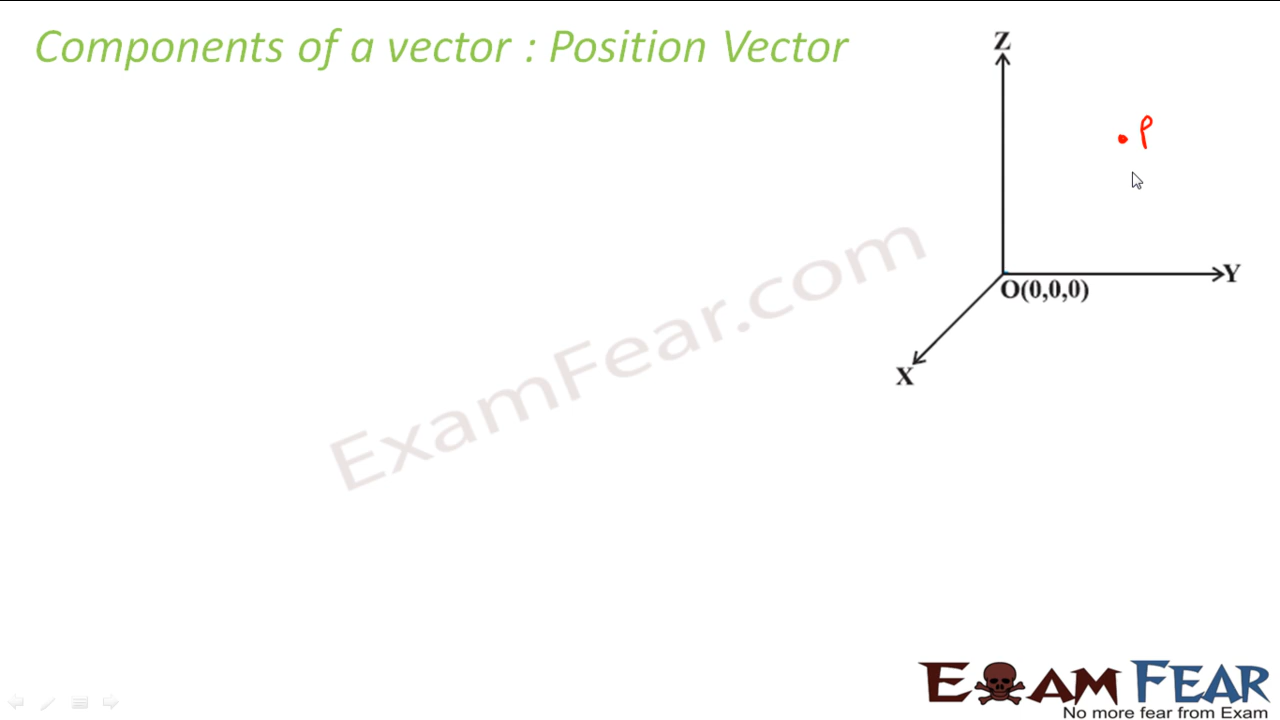 Components of a vector : Position Vector
Z
P
Y
O(0,0,0)
X
ExamFear.com
EXAM FEAR
No more fear from Exam